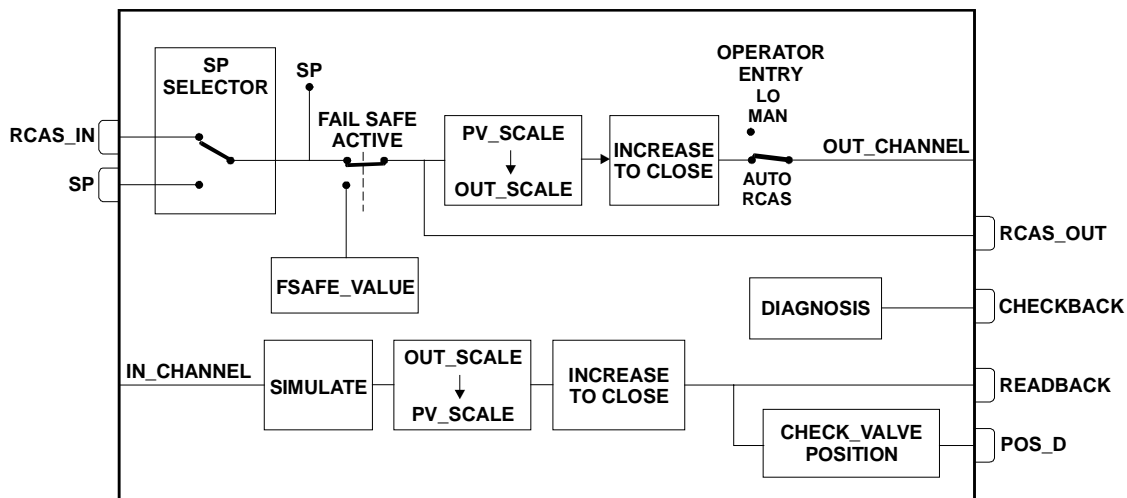 SP
SELECTOR
RCAS_IN
SP
SP
FAIL SAFE
ACTIVE
FSAFE_VALUE
PV_SCALE
OUT_SCALE
INCREASE
TO CLOSE
OPERATOR
ENTRY
LO
MAN
AUTO
RCAS
OUT_CHANNEL
RCAS_OUT
DIAGNOSIS
CHECKBACK
IN_CHANNEL
SIMULATE
OUT_SCALE
PV_SCALE
INCREASE
TO CLOSE
READBACK
CHECK_VALVE
POSITION
POS_D